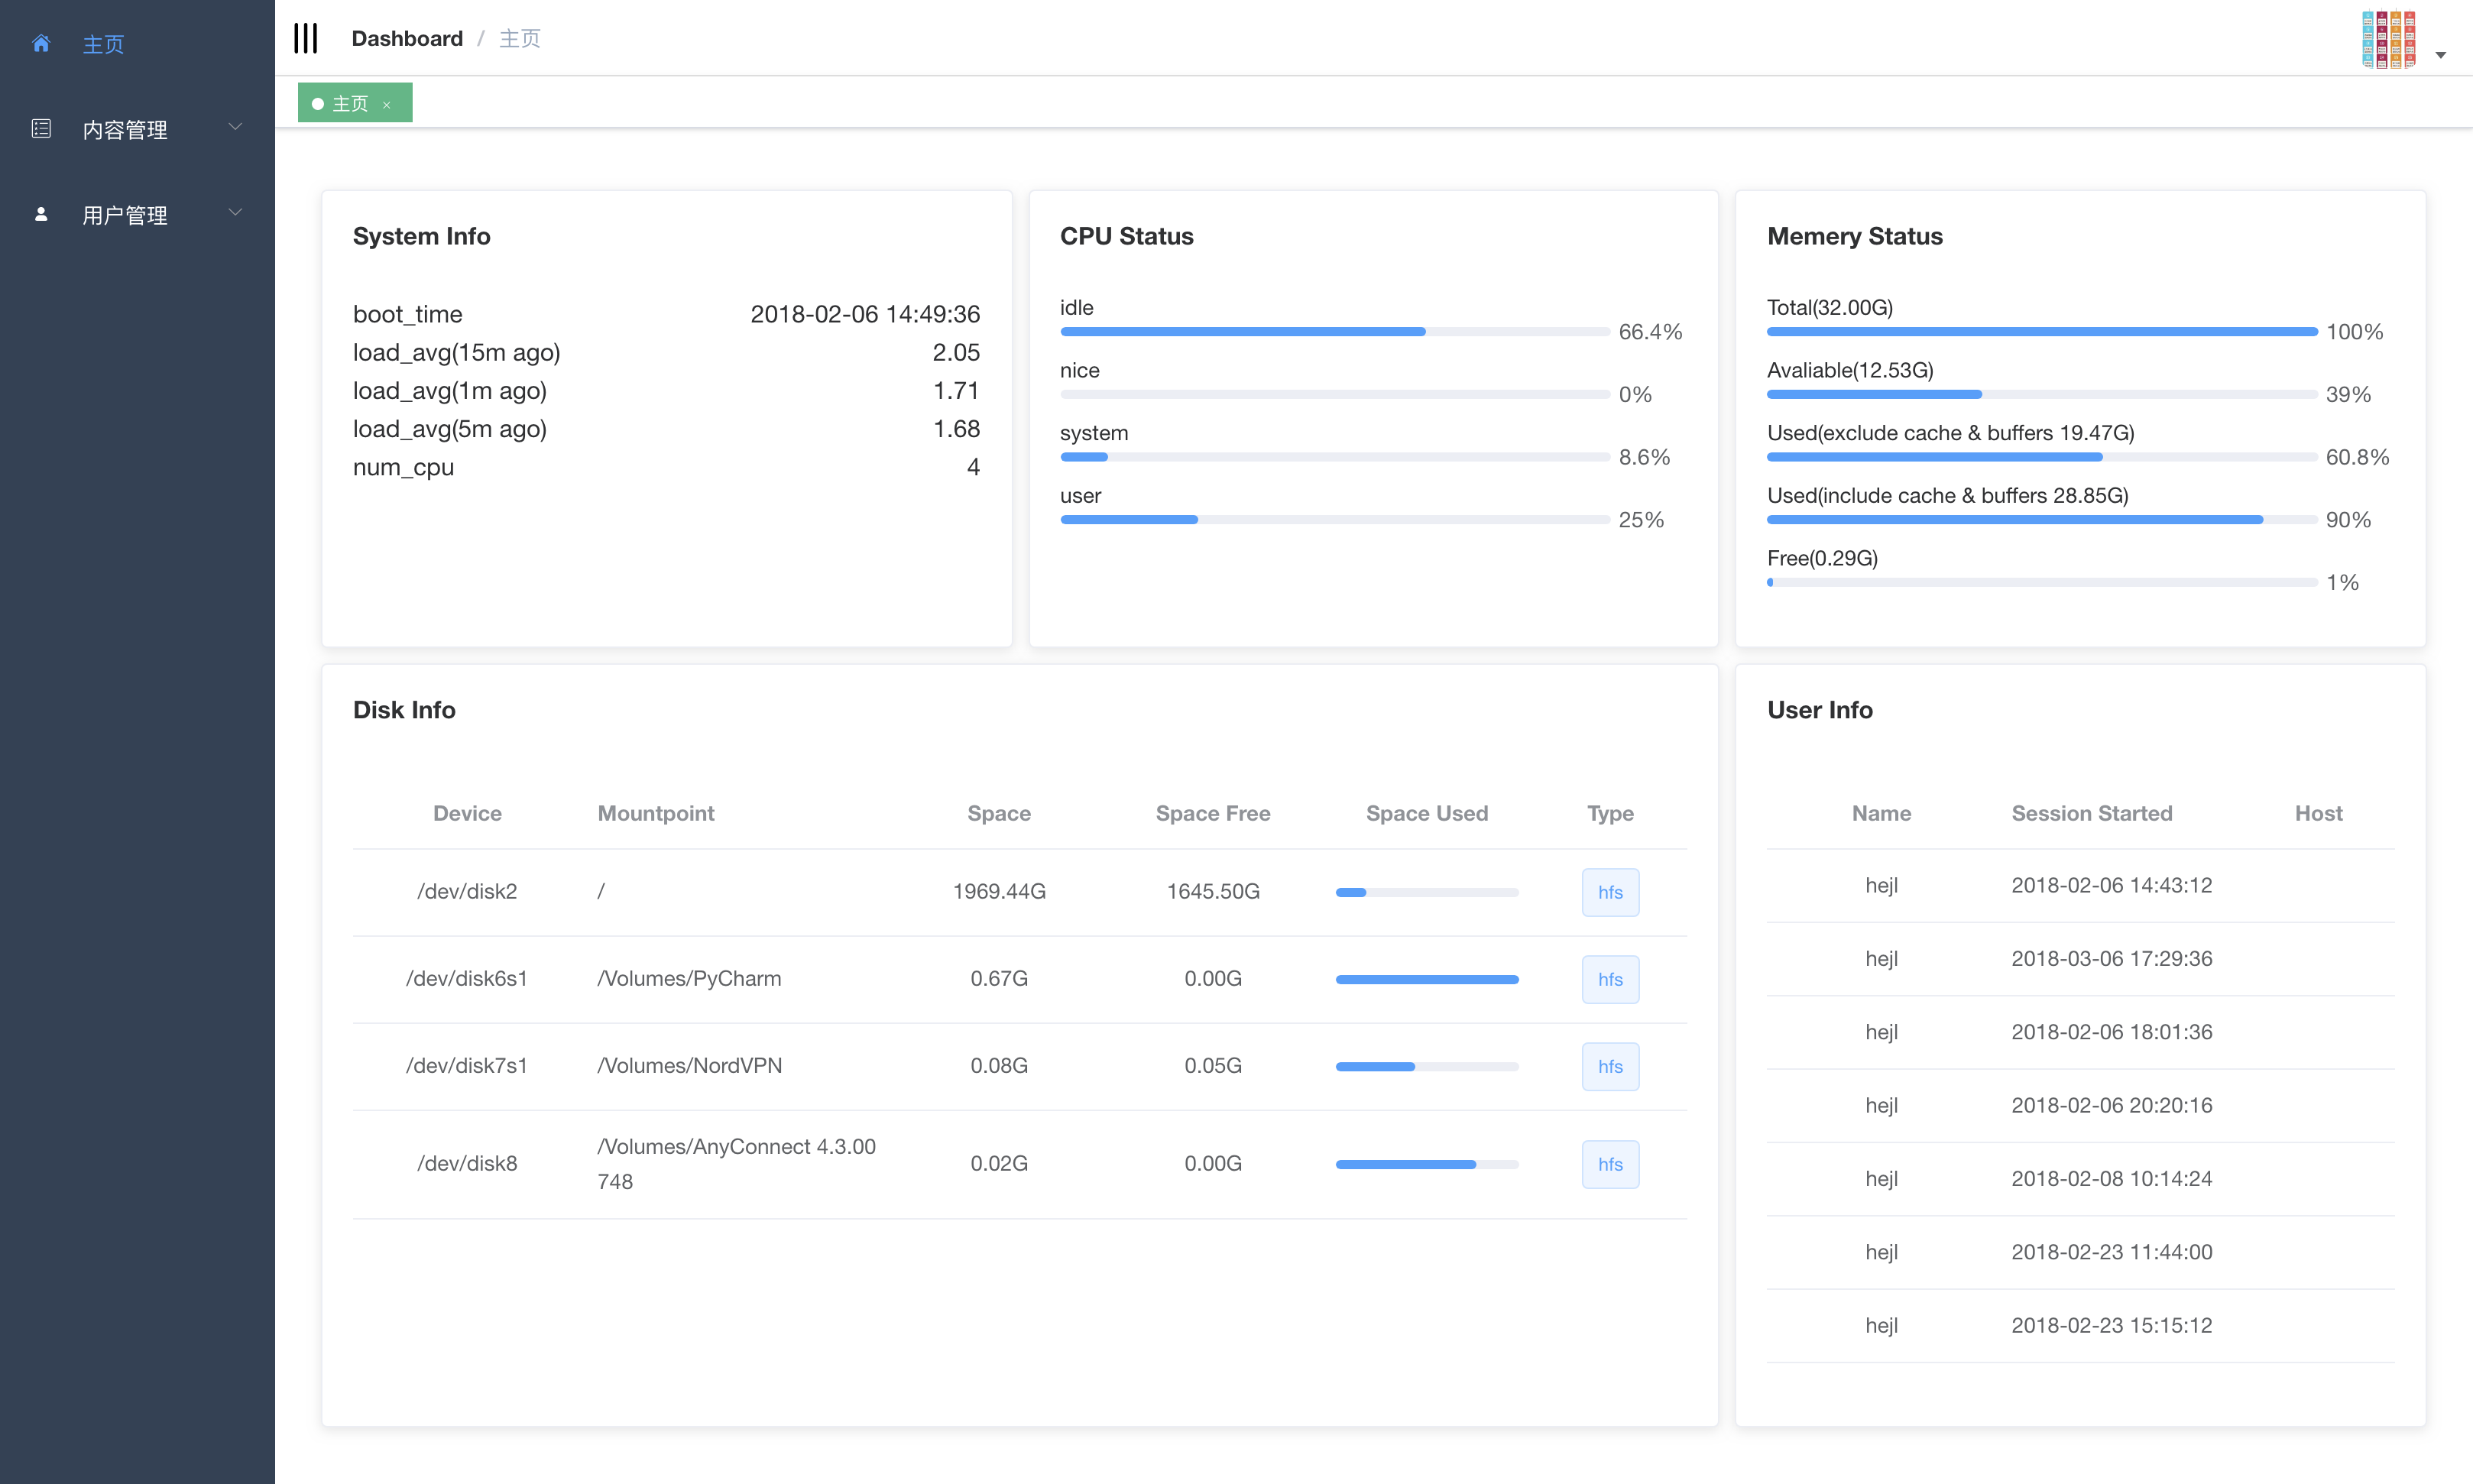 主页
内容管理
用户管理
Dashboard / 主页
主页 ×
System Info
boot_time 2018-02-06 14:49:36
load_avg(15m ago) 2.05
load_avg(1m ago) 1.71
load_avg(5m ago) 1.68
num_cpu 4
CPU Status
idle
66.4%
nice
0%
system
8.6%
user
25%
Memery Status
Total(32.00G)
100%
Avaliable(12.53G)
39%
Used(exclude cache & buffers 19.47G)
60.8%
Used(include cache & buffers 28.85G)
90%
Free(0.29G)
1%
Disk Info
Device Mountpoint Space Space Free Space Used Type
/dev/disk2 / 1969.44G 1645.50G hfs
/dev/disk6s1 /Volumes/PyCharm 0.67G 0.00G hfs
/dev/disk7s1 /Volumes/NordVPN 0.08G 0.05G hfs
/dev/disk8 /Volumes/AnyConnect 4.3.00
748 0.02G 0.00G hfs
User Info
Name Session Started Host
hejl 2018-02-06 14:43:12
hejl 2018-03-06 17:29:36
hejl 2018-02-06 18:01:36
hejl 2018-02-06 20:20:16
hejl 2018-02-08 10:14:24
hejl 2018-02-23 11:44:00
hejl 2018-02-23 15:15:12